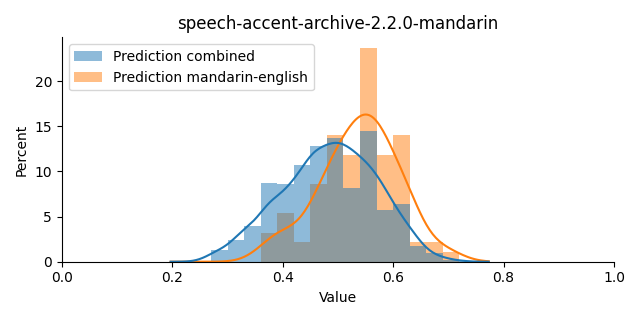 speech-accent-archive-2.2.0-mandarin
Prediction combined
Prediction mandarin-english
Percent
20
15
10
5
0
0.0 0.2 0.4 0.6 0.8 1.0
Value